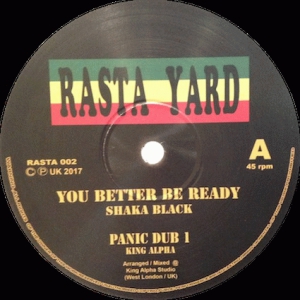 RASTA YARD
RASTA 002
© ℗ UK 2017
A
45 rpm
YOU BETTER BE READY
SHAKA BLACK
PANIC DUB 1
KING ALPHA
Arranged / Mixed @
King Alpha Studio
(West London / UK)